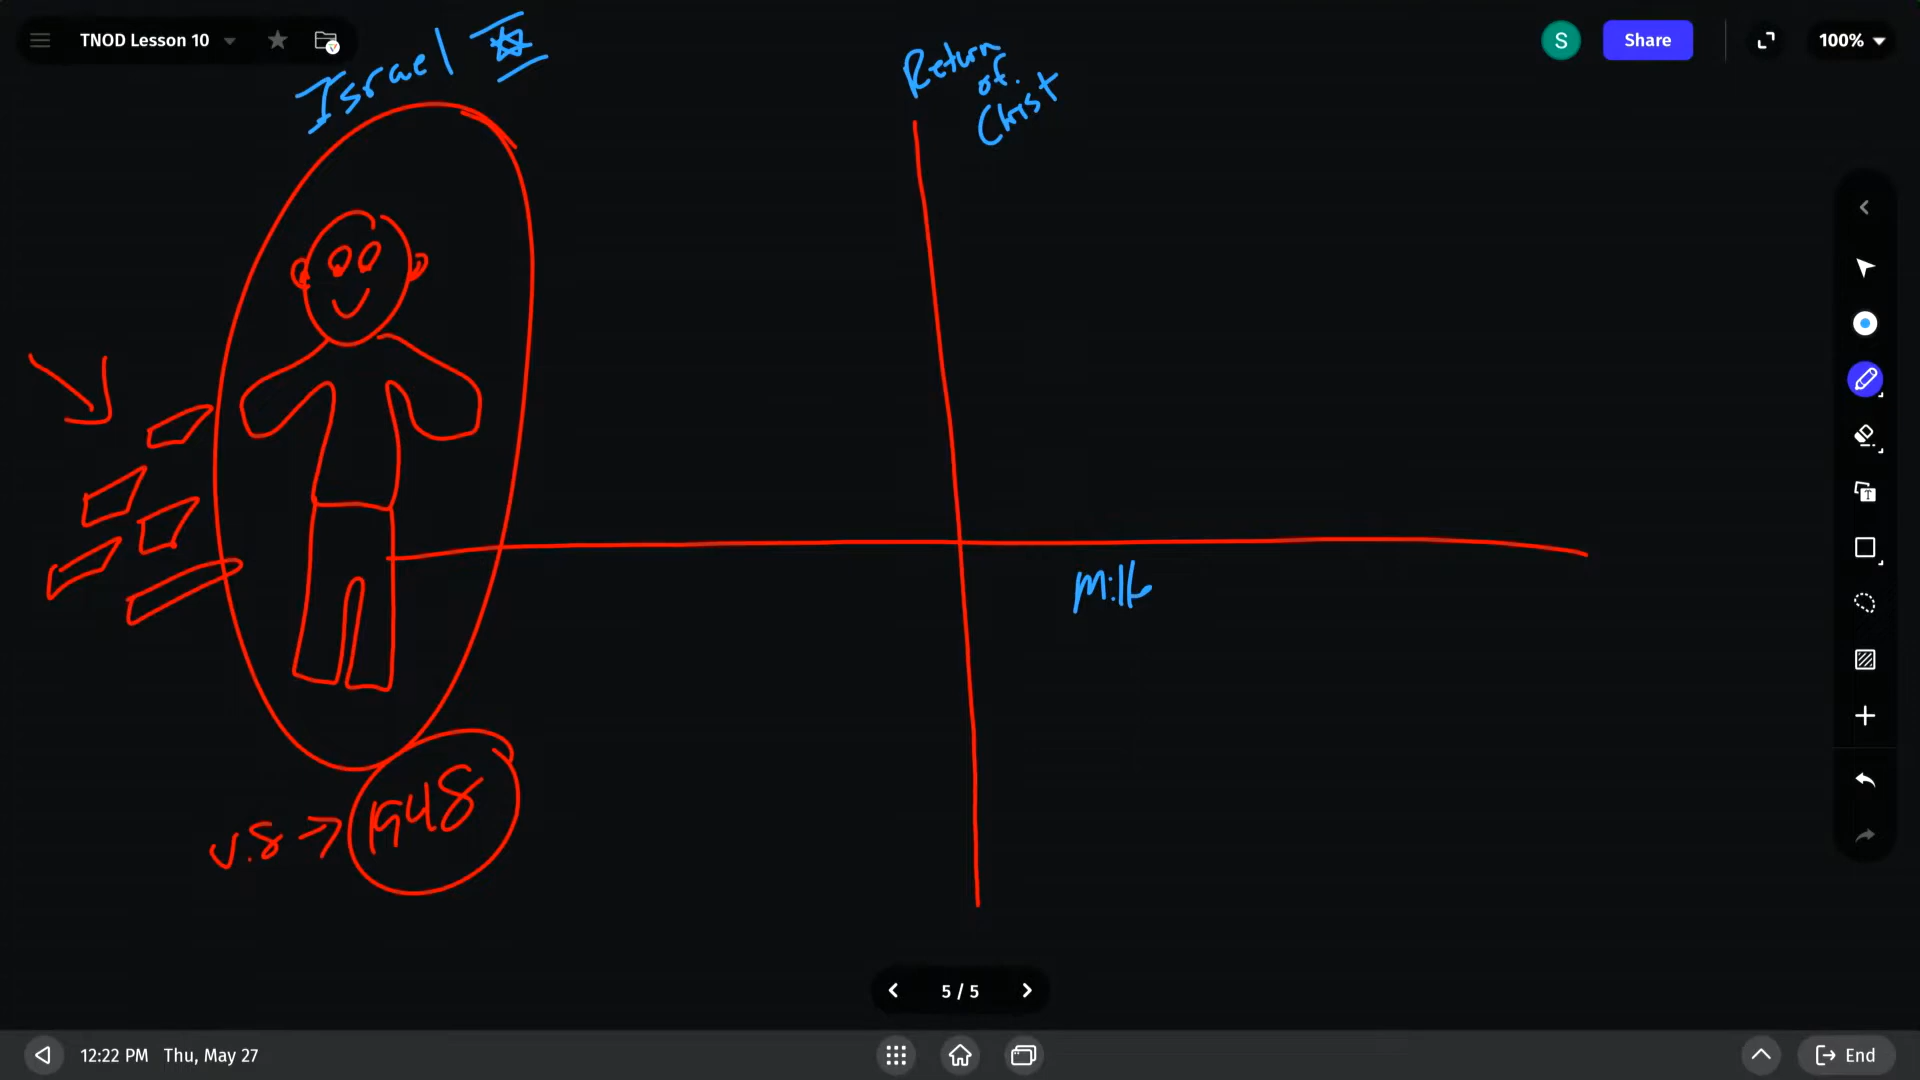 TNOD Lesson 10
S
Share
100%
Israel
Return
of
Christ
T
v.8 → 1948
5 / 5
12:22 PM Thu, May 27
End